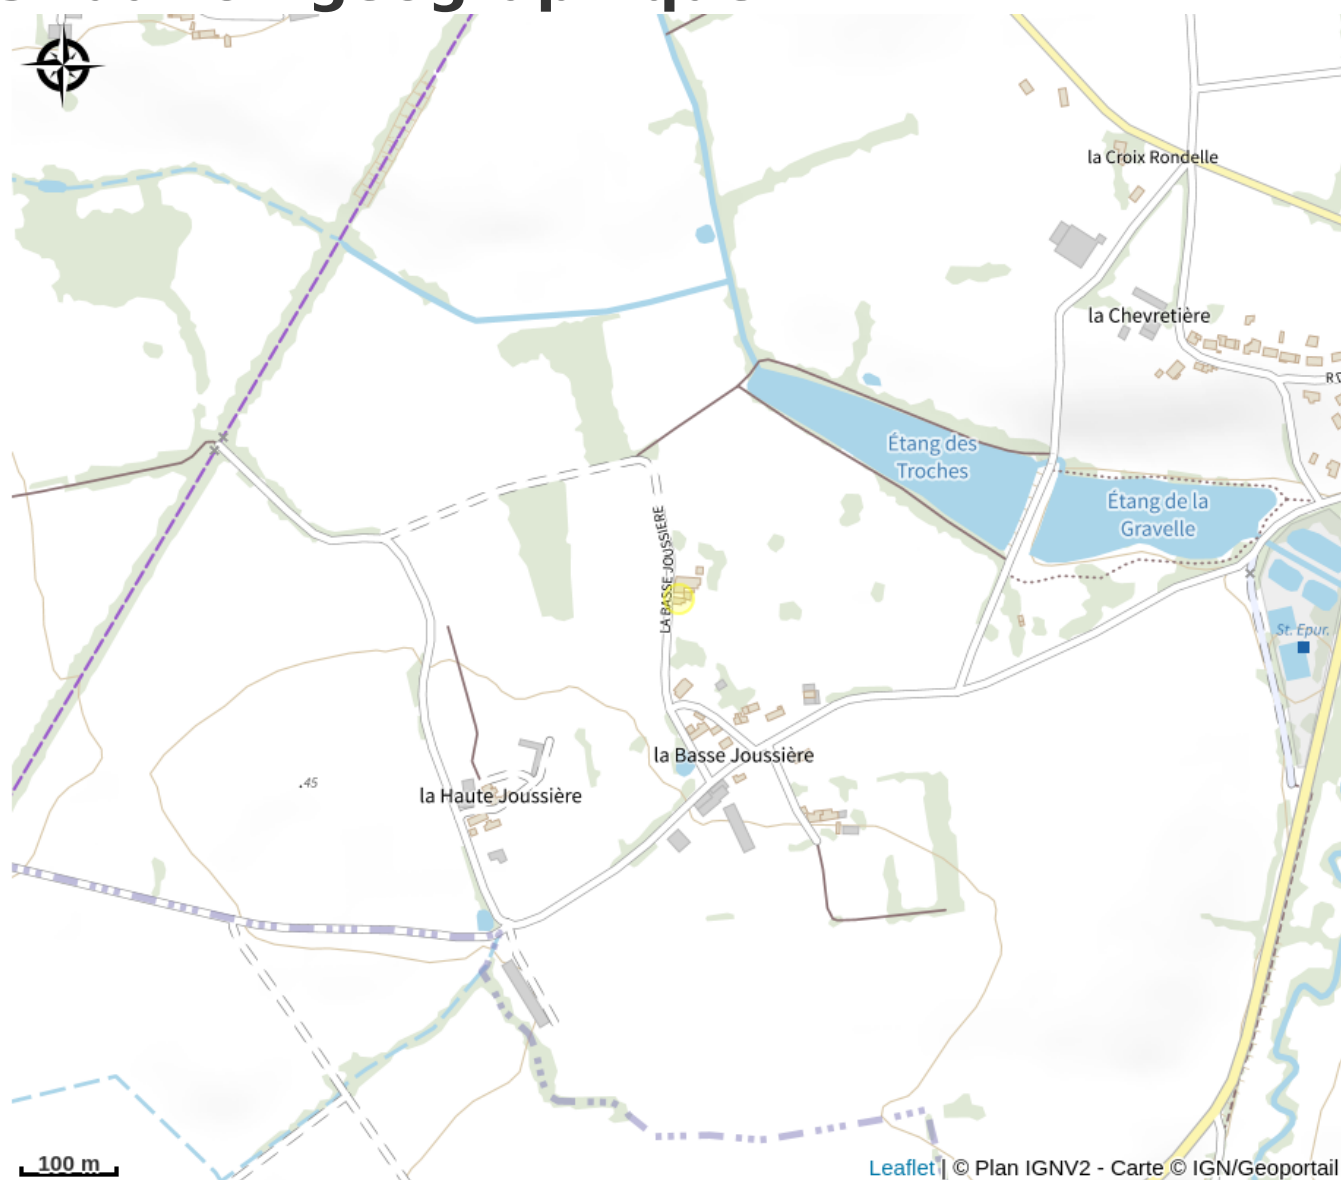 la Croix Rondelle
la Chevretière
Étang des
Troches
Étang de la
Gravelle
LA BASSE JOUSSIERE
St. Epur.
la Basse Joussière
.45
la Haute Joussière
100 m
Leaflet | © Plan IGNV2 - Carte © IGN/Geoportail